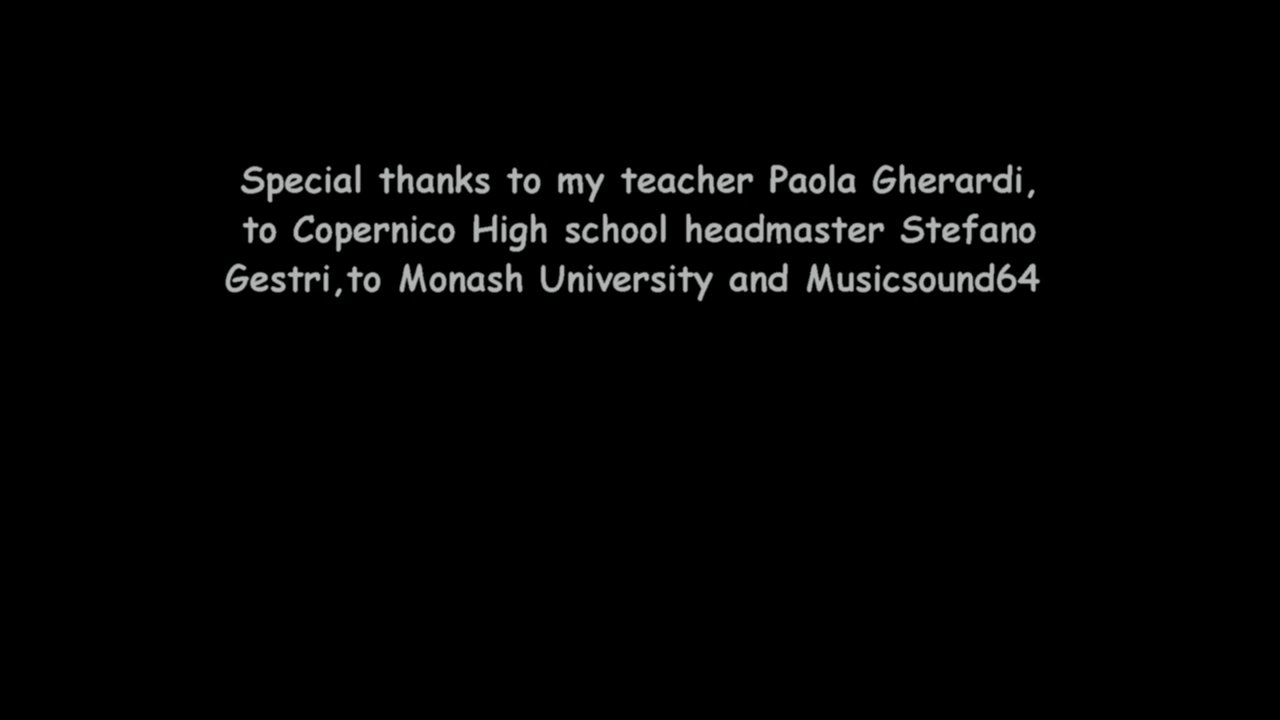 Special thanks to my teacher Paola Gherardi,
to Copernico High school headmaster Stefano
Gestri,to Monash University and Musicsound64